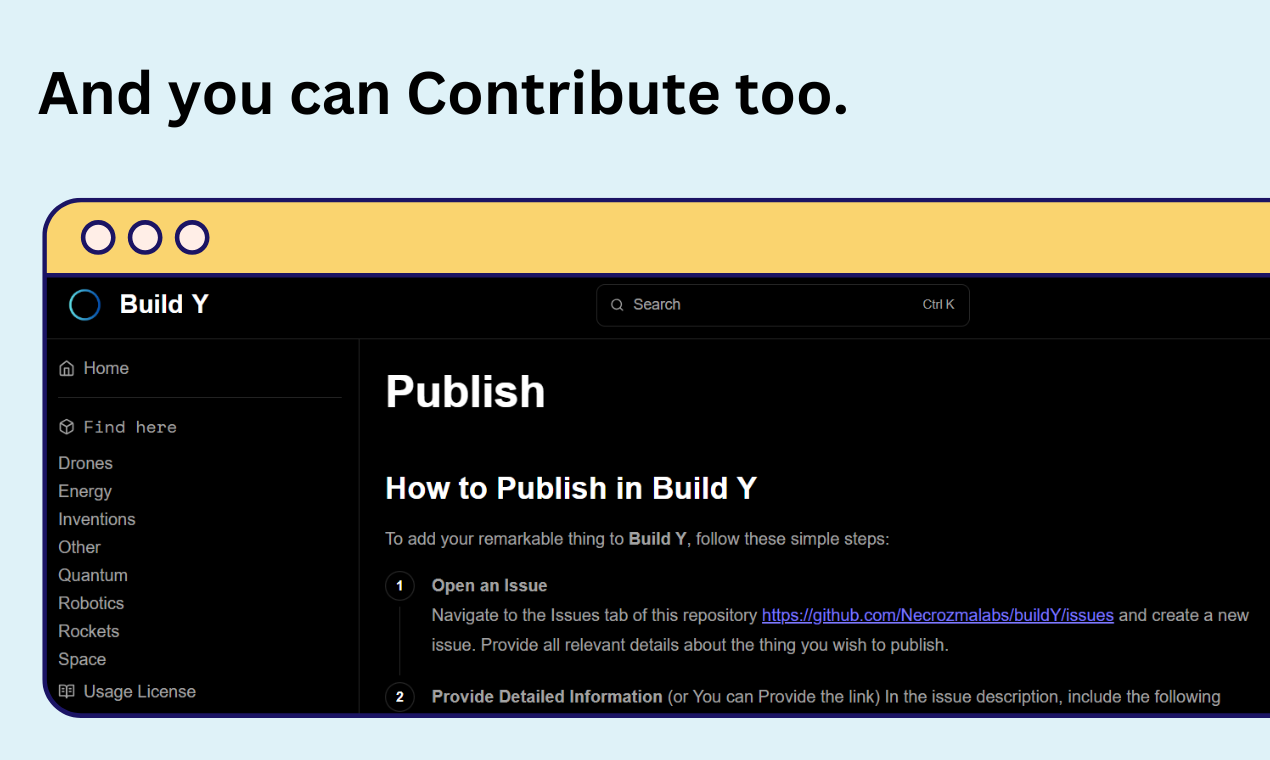 And you can Contribute too.
Build Y
Search
Ctrl K
Home
Find here
Drones
Energy
Inventions
Other
Quantum
Robotics
Rockets
Space
Usage License
Publish
How to Publish in Build Y
To add your remarkable thing to Build Y, follow these simple steps:
1
Open an Issue
Navigate to the Issues tab of this repository https://github.com/Necrozmalabs/buildY/issues and create a new
issue. Provide all relevant details about the thing you wish to publish.
2
Provide Detailed Information (or You can Provide the link) In the issue description, include the following